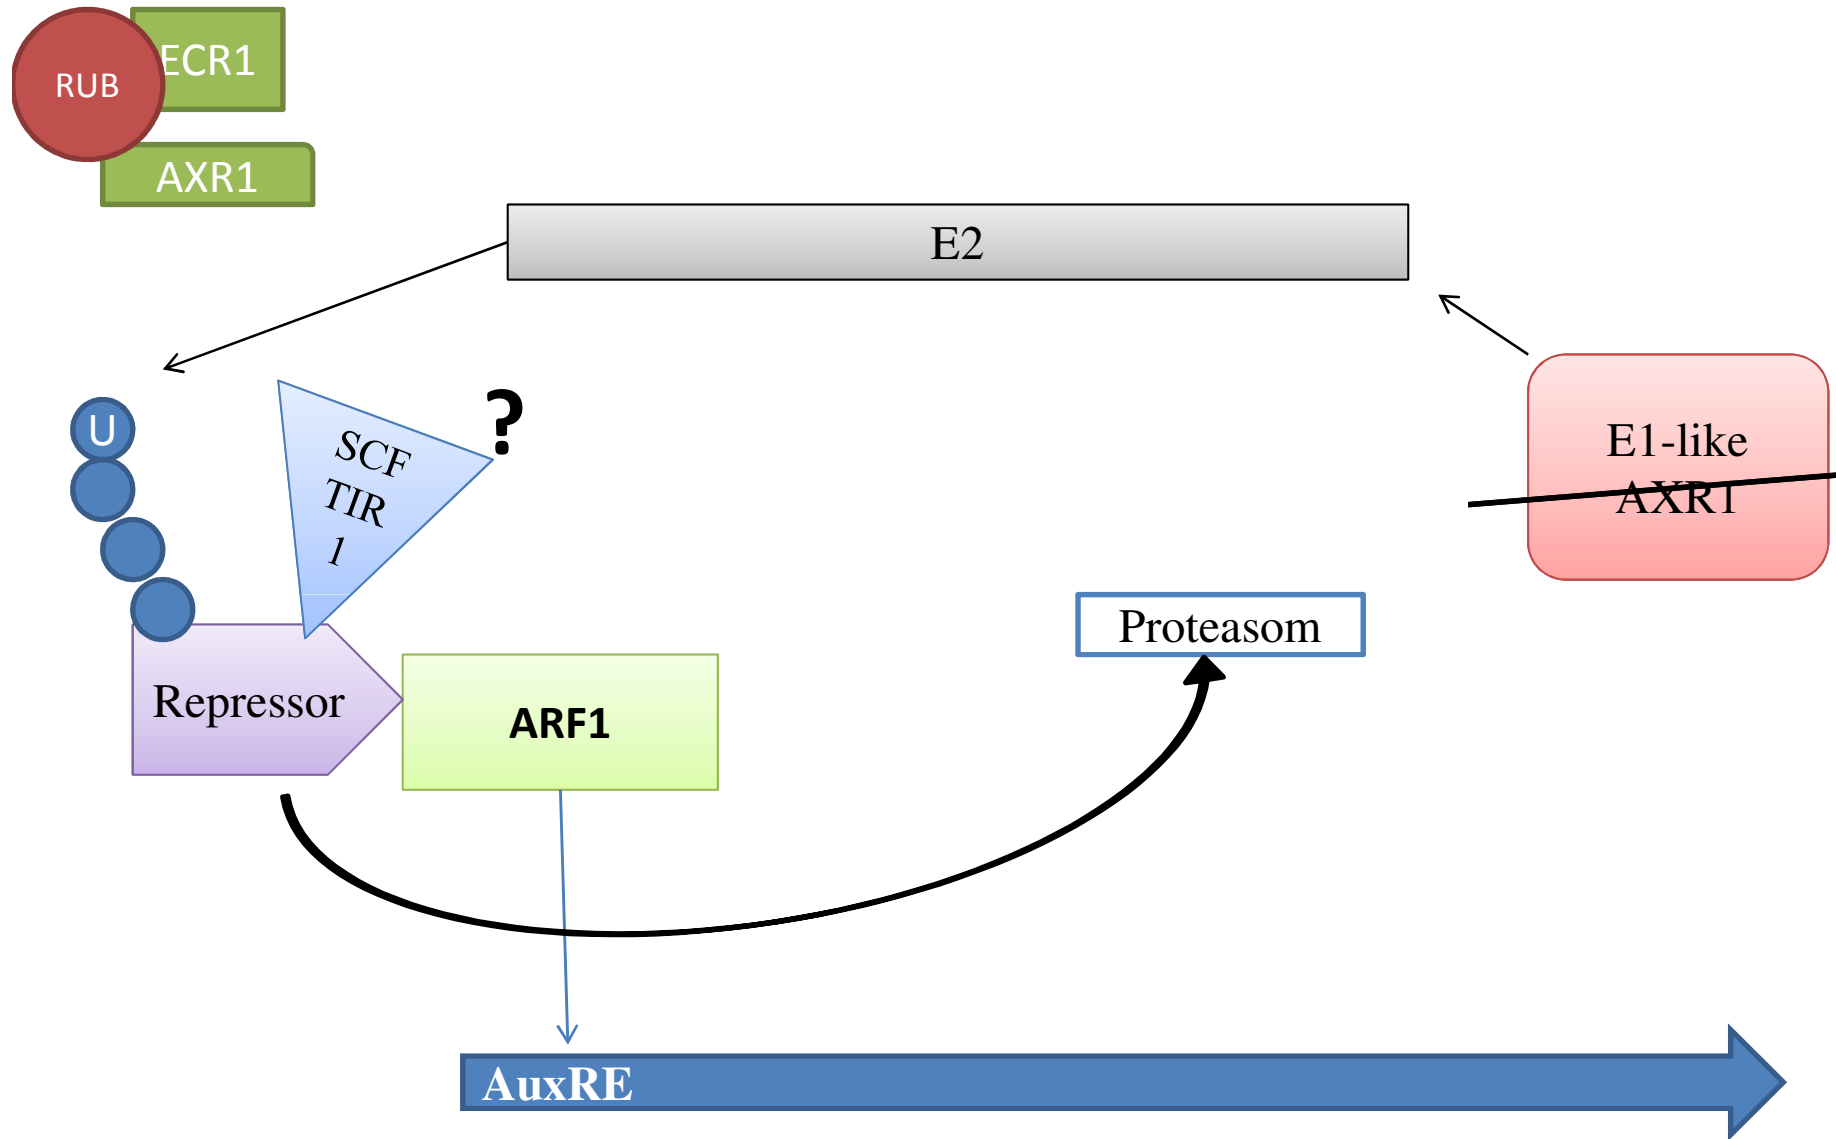 ECR1
RUB
AXR1
E2
?
U
SCF
TIR
1
E1-like
AXR1
Proteasom
Repressor
ARF1
AuxRE